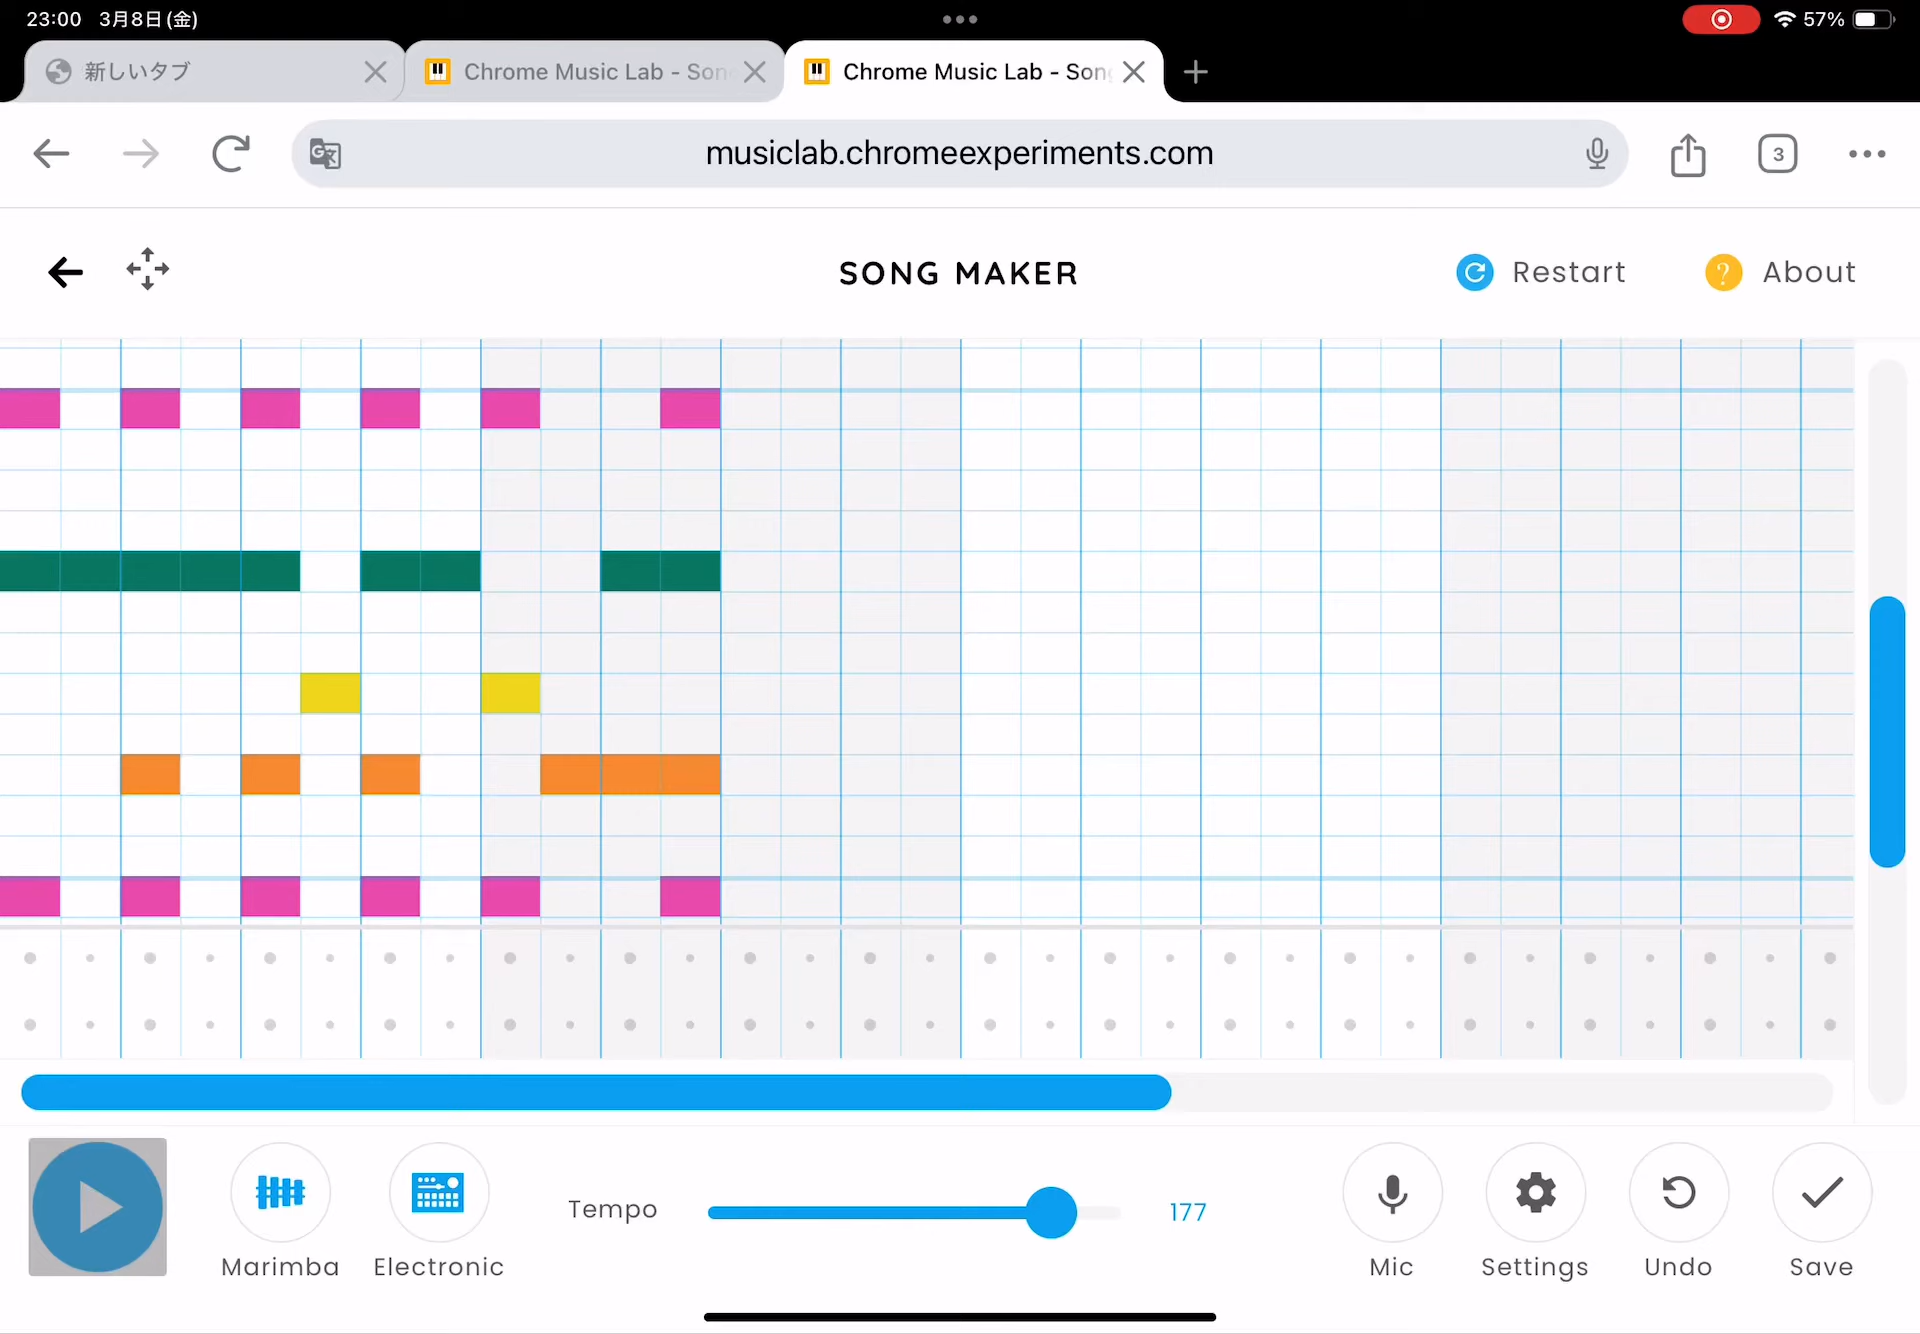 23:00 3月8日(金)
57%
新しいタブ
Chrome Music Lab - Son
Chrome Music Lab - Song
musiclab.chromeexperiments.com
3
SONG MAKER
Restart
? About
Tempo
177
Marimba
Electronic
Mic
Settings
Undo
Save